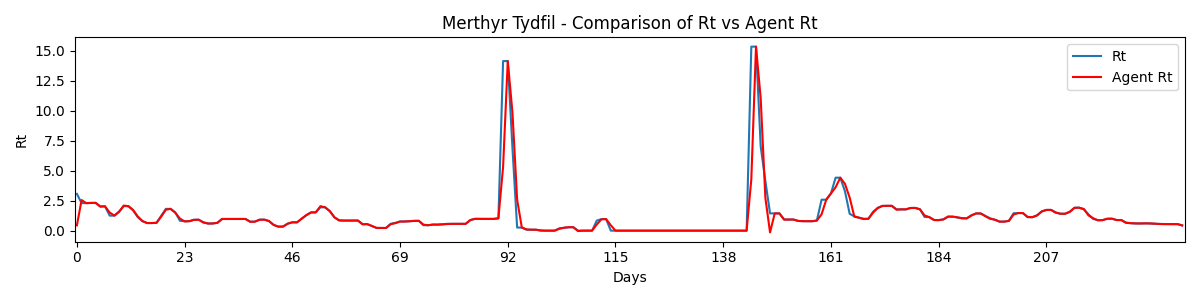 Merthyr Tydfil - Comparison of Rt vs Agent Rt
Rt
Agent Rt
15.0
12.5
10.0
7.5
5.0
2.5
0.0
Rt
0 23 46 69 92 115 138 161 184 207
Days